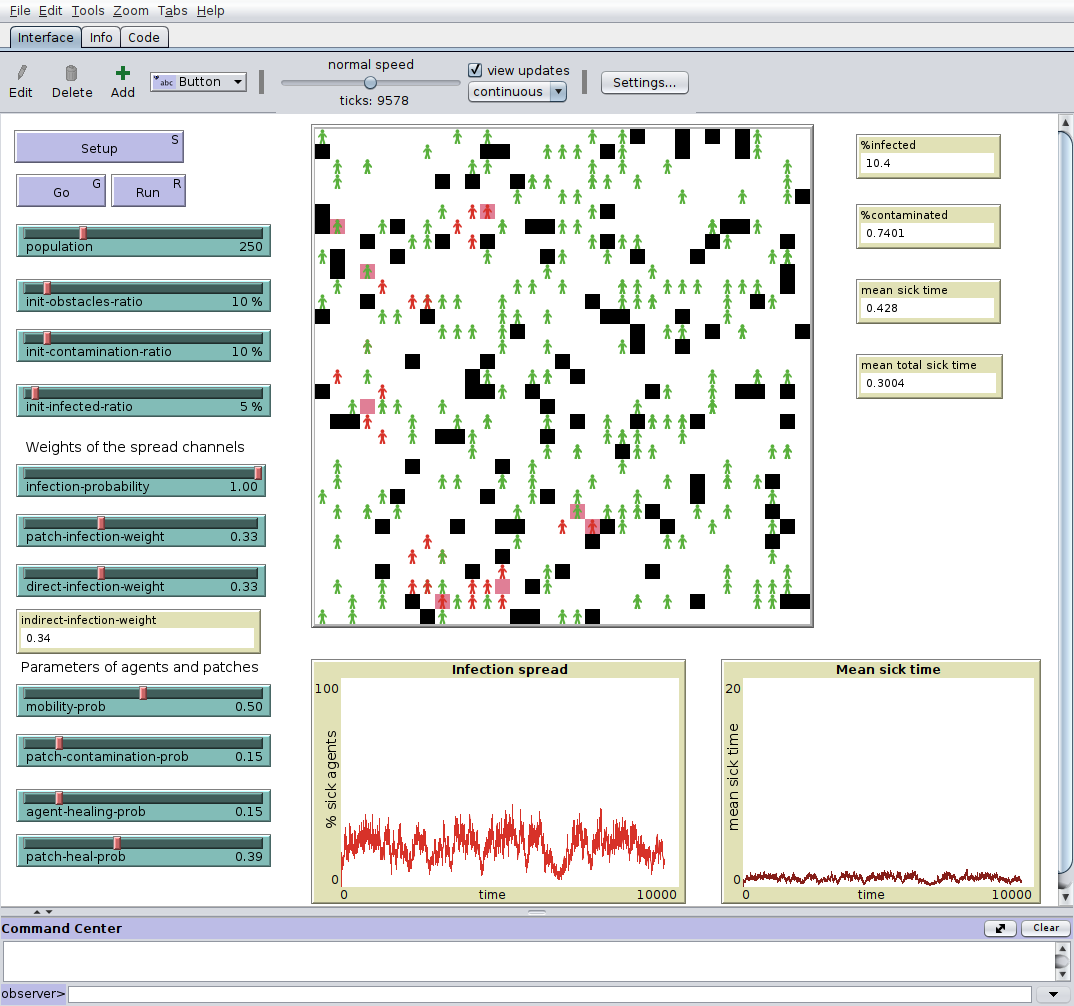 File Edit Tools Zoom Tabs Help
Interface Info Code
Edit Delete Add
abc Button
normal speed
ticks: 9578
view updates
continuous
Settings...
Setup S
Go G
Run R
population 250
init-obstacles-ratio 10 %
init-contamination-ratio 10 %
init-infected-ratio 5 %
Weights of the spread channels
infection-probability 1.00
patch-infection-weight 0.33
direct-infection-weight 0.33
indirect-infection-weight
0.34
Parameters of agents and patches
mobility-prob 0.50
patch-contamination-prob 0.15
agent-healing-prob 0.15
patch-heal-prob 0.39
%infected
10.4
%contaminated
0.7401
mean sick time
0.428
mean total sick time
0.3004
Infection spread
100
% sick agents
0
0 time 10000
Mean sick time
20
mean sick time
0
0 time 10000
Command Center
Clear
observer>